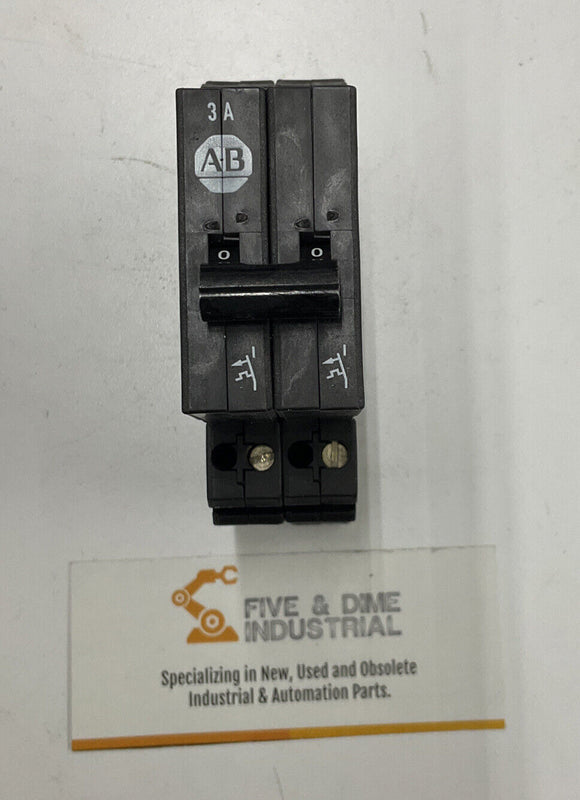 3 A
AB
O O
FIVE & DIME
INDUSTRIAL
Specializing in New, Used and Obsolete
Industrial & Automation Parts.